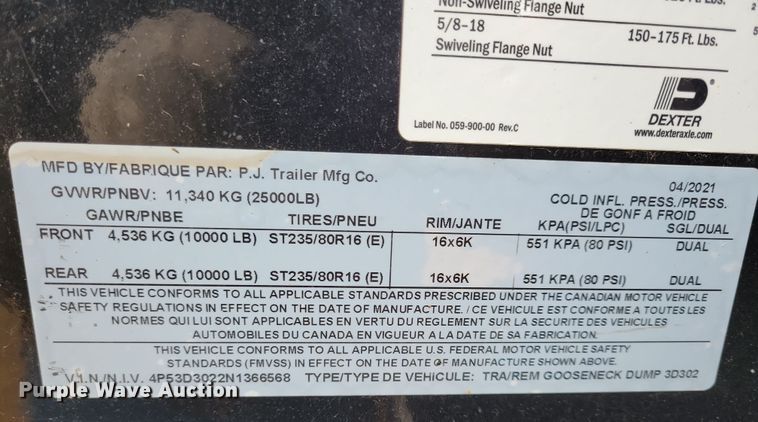 Non-Swiveling Flange Nut
5/8-18
Swiveling Flange Nut
150-175 Ft. Lbs.
DEXTER
www.dexteraxle.com
Label No. 059-900-00 Rev.C
MFD BY/FABRIQUE PAR: P.J. Trailer Mfg Co.
04/2021
GVWR/PNBV: 11,340 KG (25000LB)
COLD INFL. PRESS./PRESS.
DE GONF A FROID
GAWR/PNBE TIRES/PNEU RIM/JANTE KPA(PSI/LPC) SGL/DUAL
FRONT 4,536 KG (10000 LB) ST235/80R16 (E) 16x6K 551 KPA (80 PSI) DUAL
REAR 4,536 KG (10000 LB) ST235/80R16 (E) 16x6K 551 KPA (80 PSI) DUAL
THIS VEHICLE CONFORMS TO ALL APPLICABLE STANDARDS PRESCRIBED UNDER THE CANADIAN MOTOR VEHICLE
SAFETY REGULATIONS IN EFFECT ON THE DATE OF MANUFACTURE. / CE VEHICULE EST CONFORME A TOUTES LES
NORMES QUI LUI SONT APPLICABLES EN VERTU DU REGLEMENT SUR LA SECURITE DES VEHICULES
AUTOMOBILES DU CANADA EN VIGUEUR A LA DATE DE SA FABRICATION.
THIS VEHICLE CONFORMS TO ALL APPLICABLE U.S. FEDERAL MOTOR VEHICLE SAFETY
STANDARDS (FMVSS) IN EFFECT ON THE DATE OF MANUFACTURE SHOWN ABOVE.
V.I.N./N.I.V. 4P53D3022N1366568 TYPE/TYPE DE VEHICULE: TRA/REM GOOSENECK DUMP 3D302
Purple Wave Auction